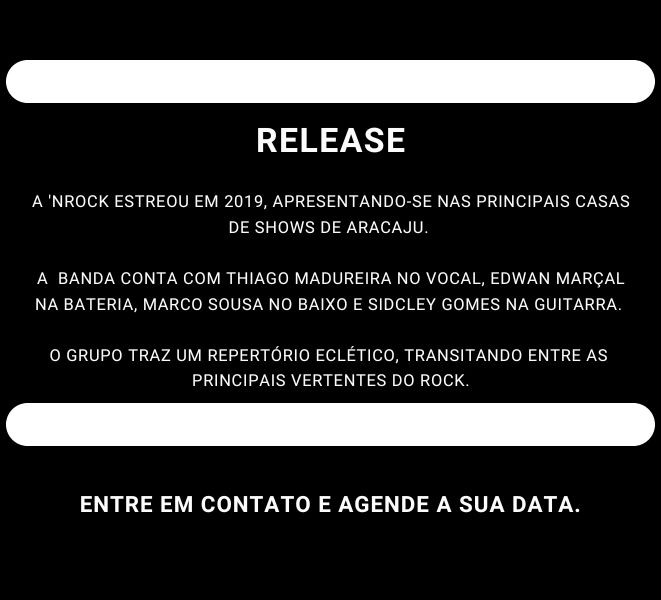 RELEASE
A 'NROCK ESTREOU EM 2019, APRESENTANDO-SE NAS PRINCIPAIS CASAS
DE SHOWS DE ARACAJU.
A  BANDA CONTA COM THIAGO MADUREIRA NO VOCAL, EDWAN MARÇAL
NA BATERIA, MARCO SOUSA NO BAIXO E SIDCLEY GOMES NA GUITARRA.
O GRUPO TRAZ UM REPERTÓRIO ECLÉTICO, TRANSITANDO ENTRE AS
PRINCIPAIS VERTENTES DO ROCK.
ENTRE EM CONTATO E AGENDE A SUA DATA.